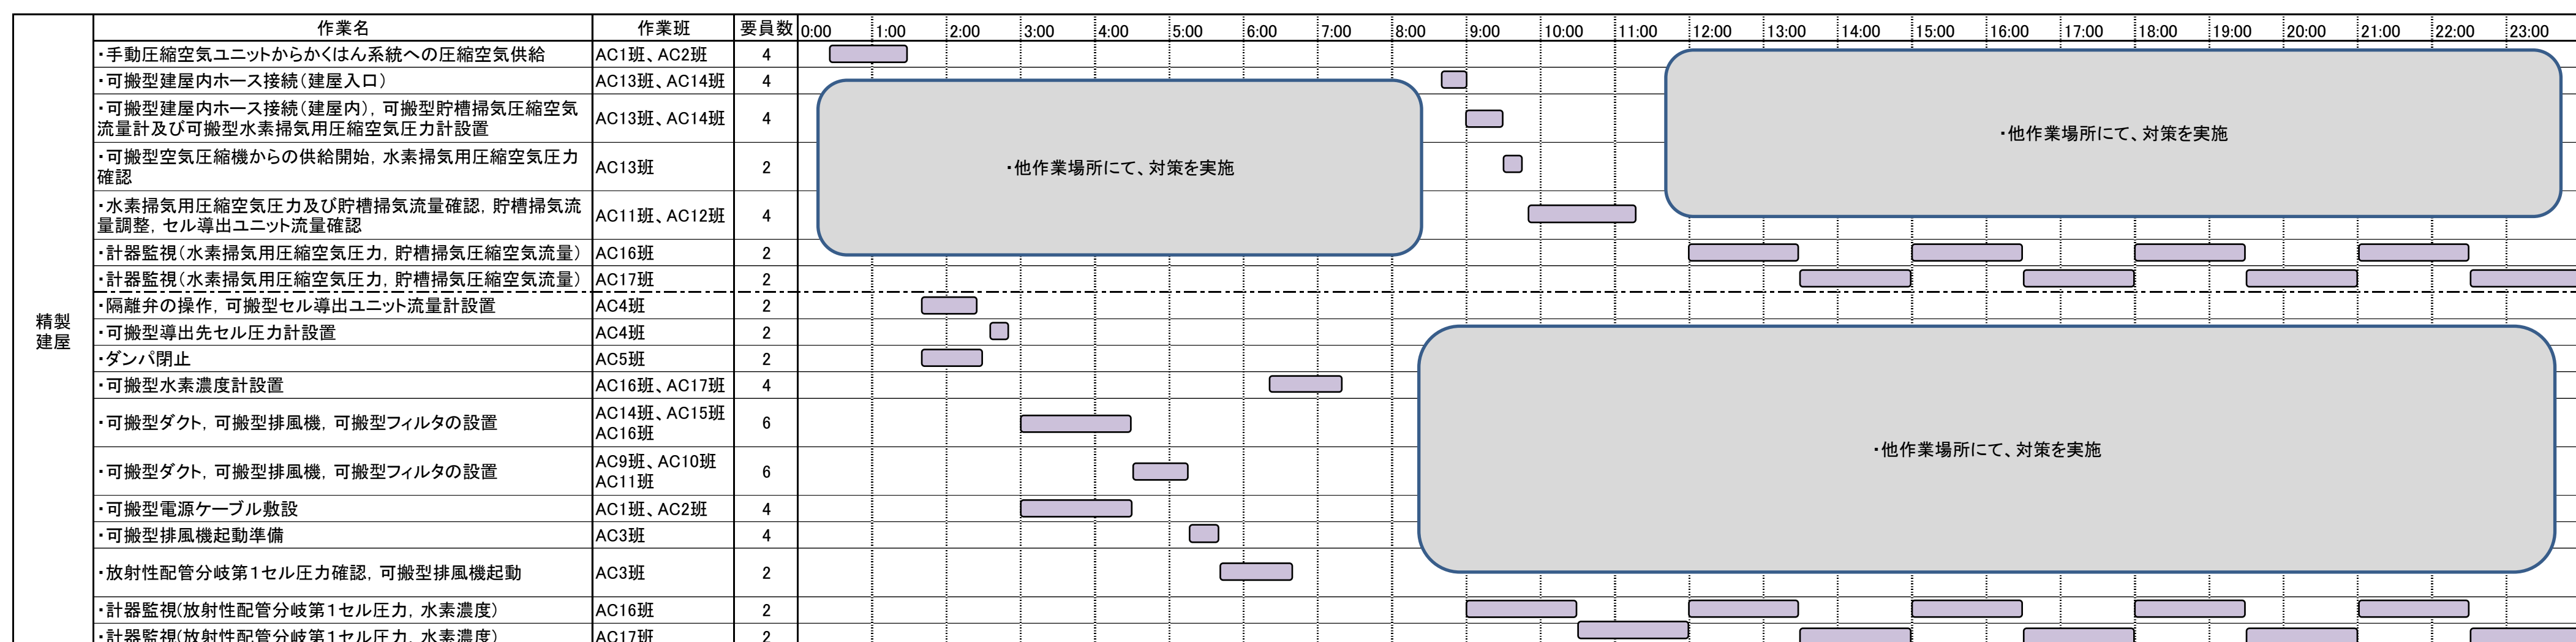 作業名 作業班 要員数 0:00 1:00 2:00 3:00 4:00 5:00 6:00 7:00 8:00 9:00 10:00 11:00 12:00 13:00 14:00 15:00 16:00 17:00 18:00 19:00 20:00 21:00 22:00 23:00
精製
建屋
・手動圧縮空気ユニットからかくはん系統への圧縮空気供給 AC1班、AC2班 4
・可搬型建屋内ホース接続（建屋入口） AC13班、AC14班 4
・可搬型建屋内ホース接続（建屋内），可搬型貯槽掃気圧縮空気
流量計及び可搬型水素掃気用圧縮空気圧力計設置 AC13班、AC14班 4
・可搬型空気圧縮機からの供給開始，水素掃気用圧縮空気圧力
確認 AC13班 2
・水素掃気用圧縮空気圧力及び貯槽掃気流量確認，貯槽掃気流
量調整，セル導出ユニット流量確認 AC11班、AC12班 4
・計器監視（水素掃気用圧縮空気圧力，貯槽掃気圧縮空気流量） AC16班 2
・計器監視（水素掃気用圧縮空気圧力，貯槽掃気圧縮空気流量） AC17班 2
・隔離弁の操作，可搬型セル導出ユニット流量計設置 AC4班 2
・可搬型導出先セル圧力計設置 AC4班 2
・ダンパ閉止 AC5班 2
・可搬型水素濃度計設置 AC16班、AC17班 4
・可搬型ダクト，可搬型排風機，可搬型フィルタの設置 AC14班、AC15班
AC16班 6
・可搬型ダクト，可搬型排風機，可搬型フィルタの設置 AC9班、AC10班
AC11班 6
・可搬型電源ケーブル敷設 AC1班、AC2班 4
・可搬型排風機起動準備 AC3班 4
・放射性配管分岐第１セル圧力確認，可搬型排風機起動 AC3班 2
・計器監視(放射性配管分岐第１セル圧力，水素濃度) AC16班 2
・計器監視(放射性配管分岐第１セル圧力，水素濃度) AC17班 2
・他作業場所にて、対策を実施
・他作業場所にて、対策を実施
・他作業場所にて、対策を実施